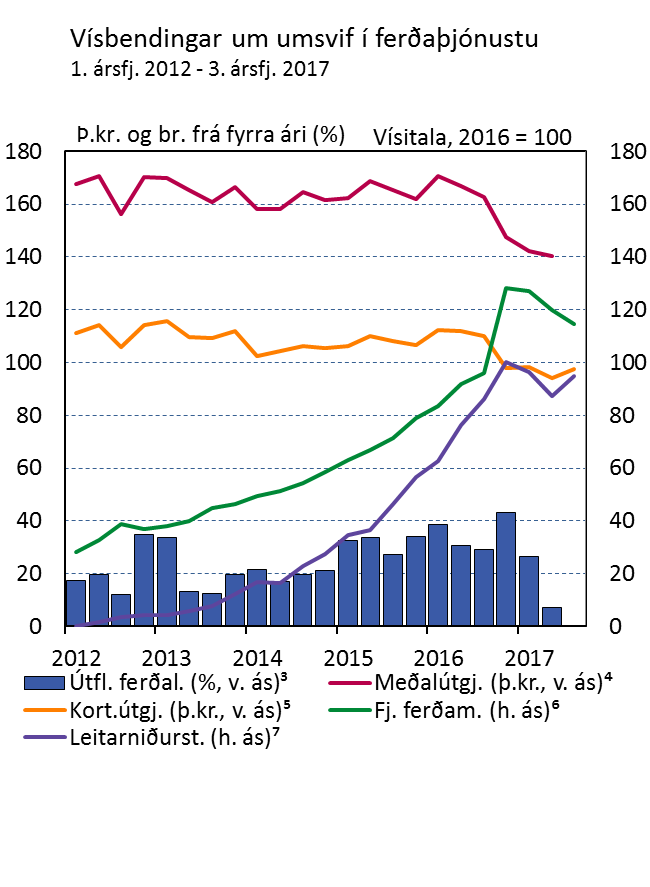 Vísbendingar um umsvif í ferðaþjónustu
1. ársfj. 2012 - 3. ársfj. 2017
Þ.kr. og br. frá fyrra ári (%) Vísitala, 2016 = 100
180 180
160 160
140 140
120 120
100 100
80 80
60 60
40 40
20 20
0 0
2012 2013 2014 2015 2016 2017
Útfl. ferðal. (%, v. ás)³ Meðalútgj. (þ.kr., v. ás)⁴
Kort.útgj. (þ.kr., v. ás)⁵ Fj. ferðam. (h. ás)⁶
Leitarniðurst. (h. ás)⁷